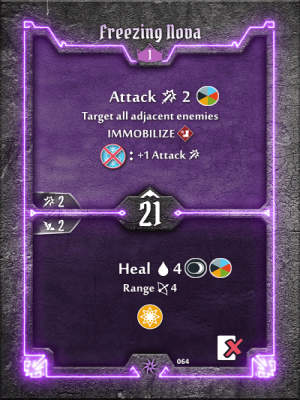 Freezing Nova
1
Attack 2
Target all adjacent enemies
IMMOBILIZE
: +1 Attack
2
21
2
Heal 4
Range 4
064